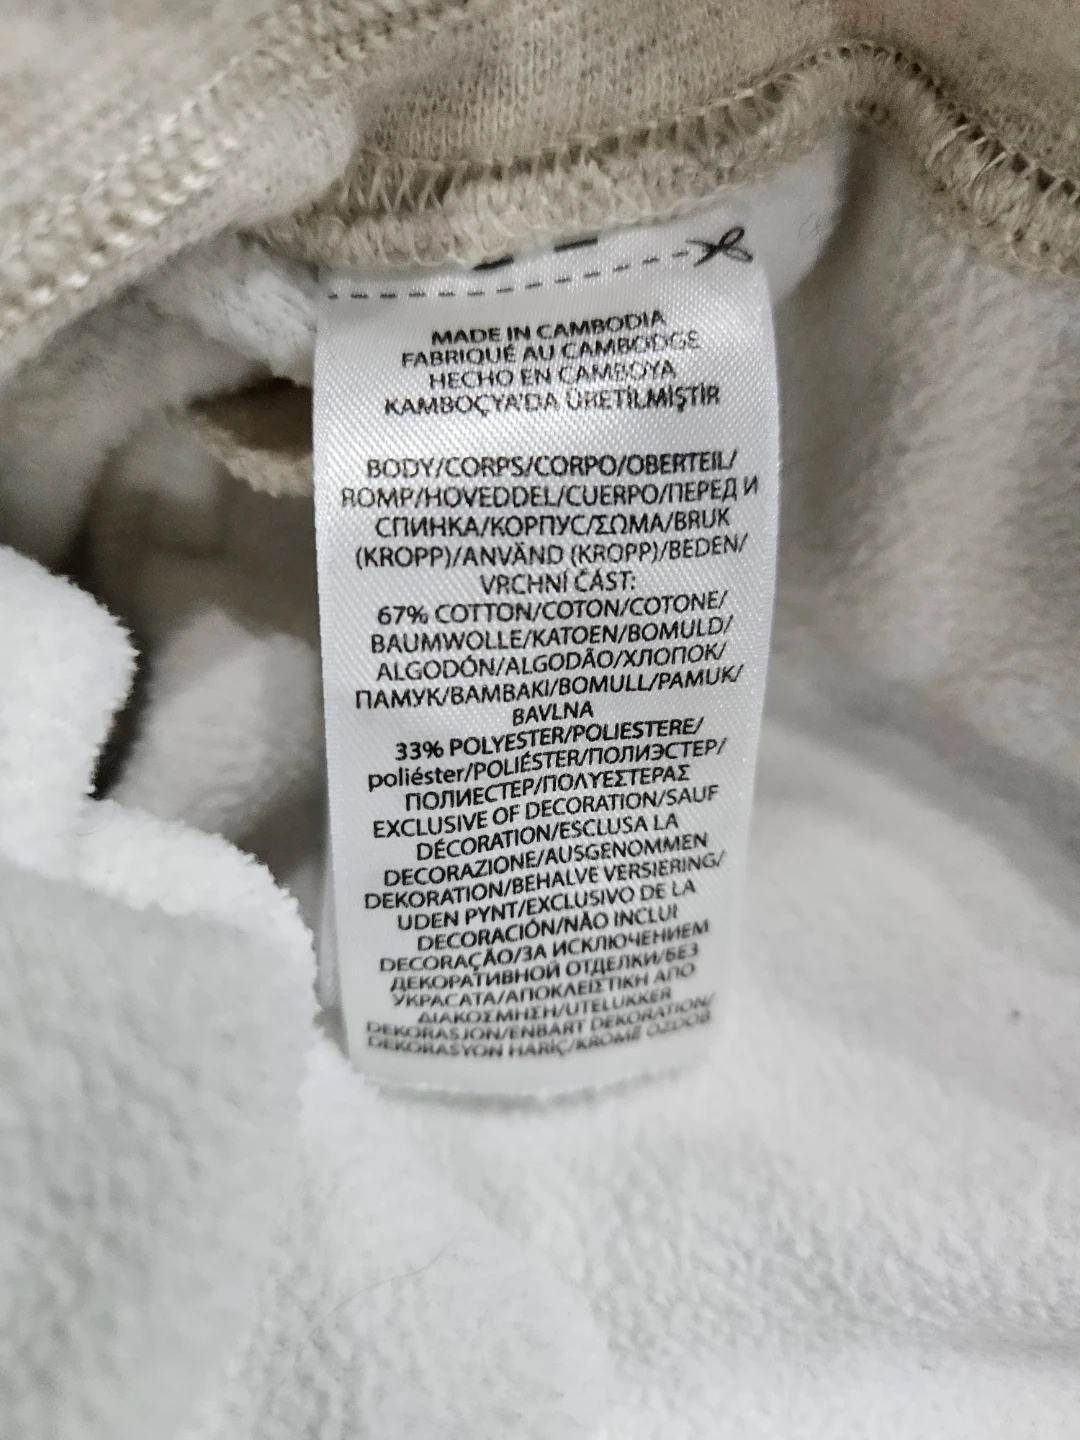 MADE IN CAMBODIA
FABRIQUÉ AU CAMBODGE
HECHO EN CAMBOYA
KAMBOÇYA'DA ÜRETİLMİŞTİR
BODY/CORPS/CORPO/OBERTEIL/
ROMP/HOVEDDEL/CUERPO/ПЕРЕД И
СПИНКА/КОРПУС/ΣΩΜΑ/BRUK
(KROPP)/ANVÄND (KROPP)/BEDEN/
VRCHNÍ ČÁST:
67% COTTON/COTON/COTONE/
BAUMWOLLE/KATOEN/BOMULD/
ALGODÓN/ALGODÃO/ХЛОПОК/
ПАМУК/BAMBAKI/BOMULL/PAMUK/
BAVLNA
33% POLYESTER/POLIESTERE/
poliéster/POLIÉSTER/ПОЛИЭСТЕР/
ПОЛИЕСТЕР/ΠΟΛΥΕΣΤΕΡΑΣ
EXCLUSIVE OF DECORATION/SAUF
DÉCORATION/ESCLUSA LA
DECORAZIONE/AUSGENOMMEN
DEKORATION/BEHALVE VERSIERING/
UDEN PYNT/EXCLUSIVO DE LA
DECORACIÓN/NÃO INCLUI
DECORAÇÃO/ЗА ИСКЛЮЧЕНИЕМ
ДЕКОРАТИВНОЙ ОТДЕЛКИ/БЕЗ
УКРАСАТА/ΑΠΟΚΛΕΙΣΤΙΚΗ ΑΠΟ
ΔΙΑΚΟΣΜΗΣΗ/UTELUKKER
DEKORASJON/ENBART DEKORATION/
DEKORASYON HARİÇ/KROMĚ OZDOB